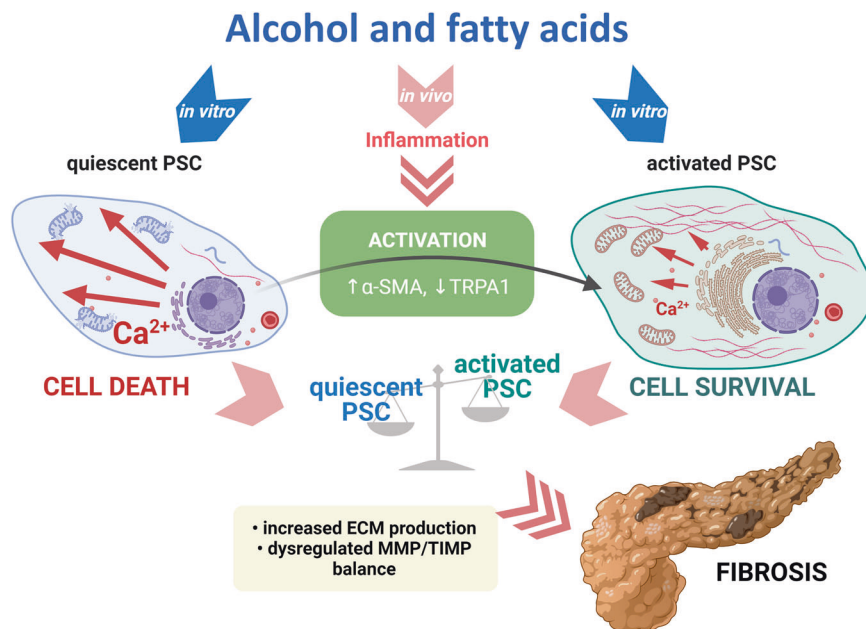 Alcohol and fatty acids
in vitro
in vivo
in vitro
Inflammation
quiescent PSC
activated PSC
ACTIVATION
↑ α-SMA, ↓ TRPA1
Ca²⁺
Ca²⁺
CELL DEATH
quiescent
PSC
activated
PSC
CELL SURVIVAL
• increased ECM production
• dysregulated MMP/TIMP
balance
FIBROSIS